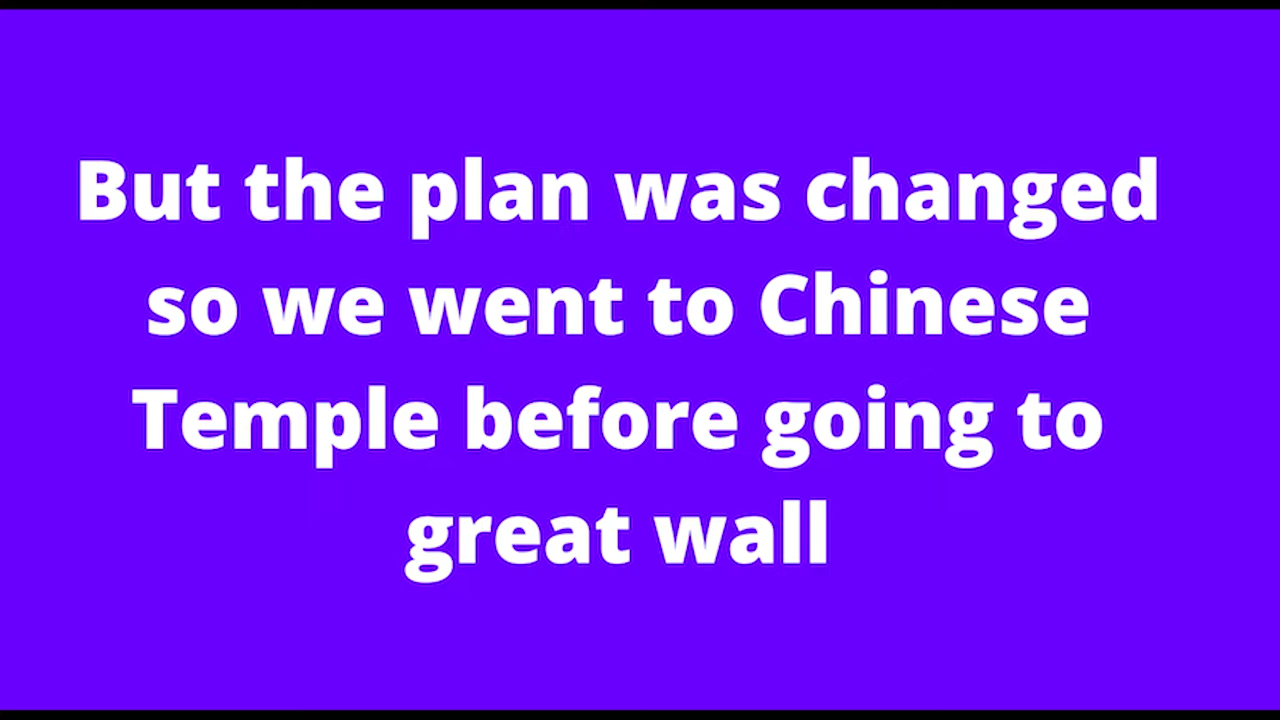 But the plan was changed
so we went to Chinese
Temple before going to
great wall